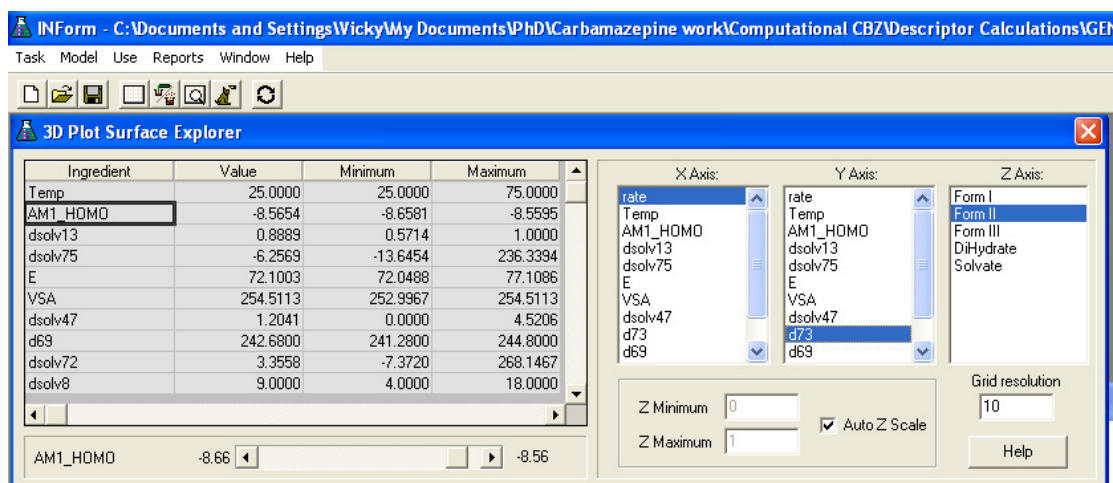 INForm - C:\Documents and Settings\Vicky\My Documents\PhD\Carbamazepine work\Computational CBZ\Descriptor Calculations\GEN
Task Model Use Reports Window Help
3D Plot Surface Explorer
Ingredient Value Minimum Maximum
Temp 25.0000 25.0000 75.0000
AM1_HOMO -8.5654 -8.6581 -8.5595
dsolv13 0.8889 0.5714 1.0000
dsolv75 -6.2569 -13.6454 236.3394
E 72.1003 72.0488 77.1086
VSA 254.5113 252.9967 254.5113
dsolv47 1.2041 0.0000 4.5206
d69 242.6800 241.2800 244.8000
dsolv72 3.3558 -7.3720 268.1467
dsolv8 9.0000 4.0000 18.0000
AM1_HOMO -8.66 -8.56
X Axis:
rate
Temp
AM1_HOMO
dsolv13
dsolv75
E
VSA
dsolv47
d73
d69
Y Axis:
rate
Temp
AM1_HOMO
dsolv13
dsolv75
E
VSA
dsolv47
d73
d69
Z Axis:
Form I
Form II
Form III
DiHydrate
Solvate
Z Minimum 0
Z Maximum 1
Auto Z Scale
Grid resolution
10
Help